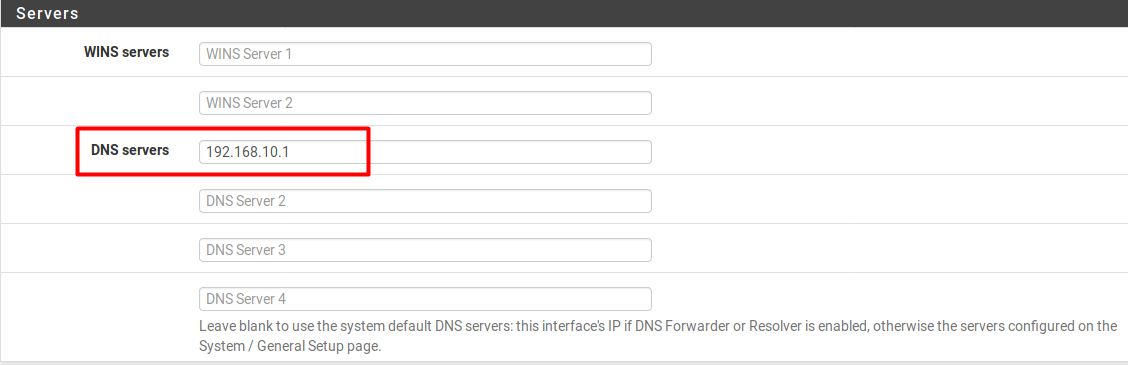 Servers
WINS servers WINS Server 1
WINS Server 2
DNS servers 192.168.10.1
DNS Server 2
DNS Server 3
DNS Server 4
Leave blank to use the system default DNS servers: this interface's IP if DNS Forwarder or Resolver is enabled, otherwise the servers configured on the
System / General Setup page.